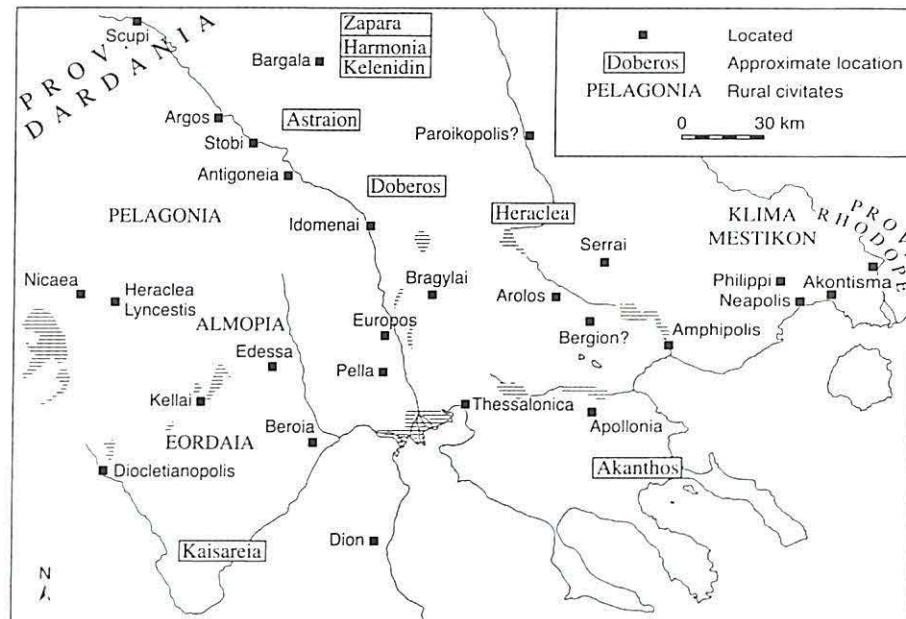 Scupi
PROV.
DARDANIA
Bargala
Zapara
Harmonia
Kelenidin
Located
Doberos
Approximate location
PELAGONIA
Rural civitates
0 30 km
Argos
Astraion
Stobi
Paroikopolis?
Antigoneia
Doberos
PELAGONIA
Idomenai
Heraclea
KLIMA
MESTIKON
PROV.
RHODOPE
Serrai
Nicaea
Heraclea
Lyncestis
Bragylai
Arolos
Philippi
Neapolis
Akontisma
ALMOPIA
Europos
Bergion?
Amphipolis
Edessa
Pella
Kellai
Thessalonica
Apollonia
EORDAIA
Beroia
Diocletianopolis
Akanthos
Kaisareia
Dion
N